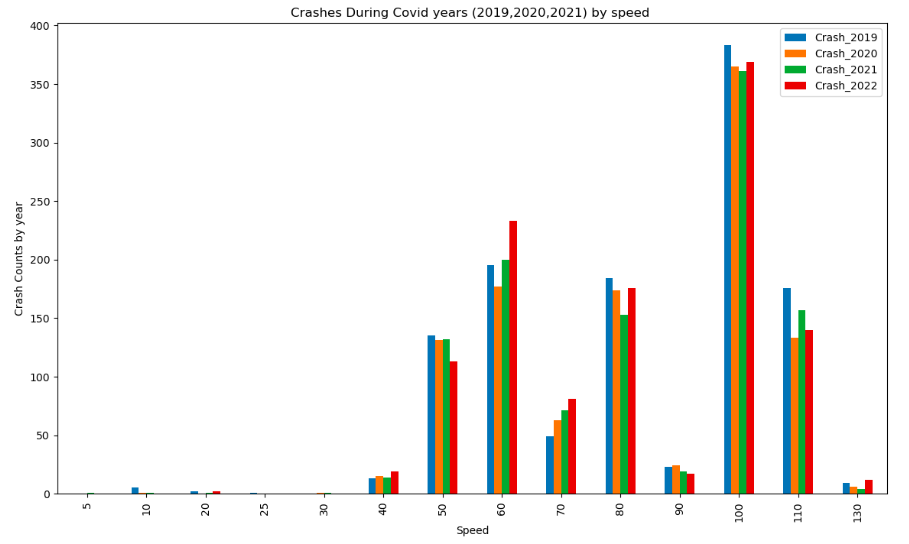 Crashes During Covid years (2019,2020,2021) by speed
Crash_2019
Crash_2020
Crash_2021
Crash_2022
Crash Counts by year
400
350
300
250
200
150
100
50
0
5 10 20 25 30 40 50 60 70 80 90 100 110 130
Speed